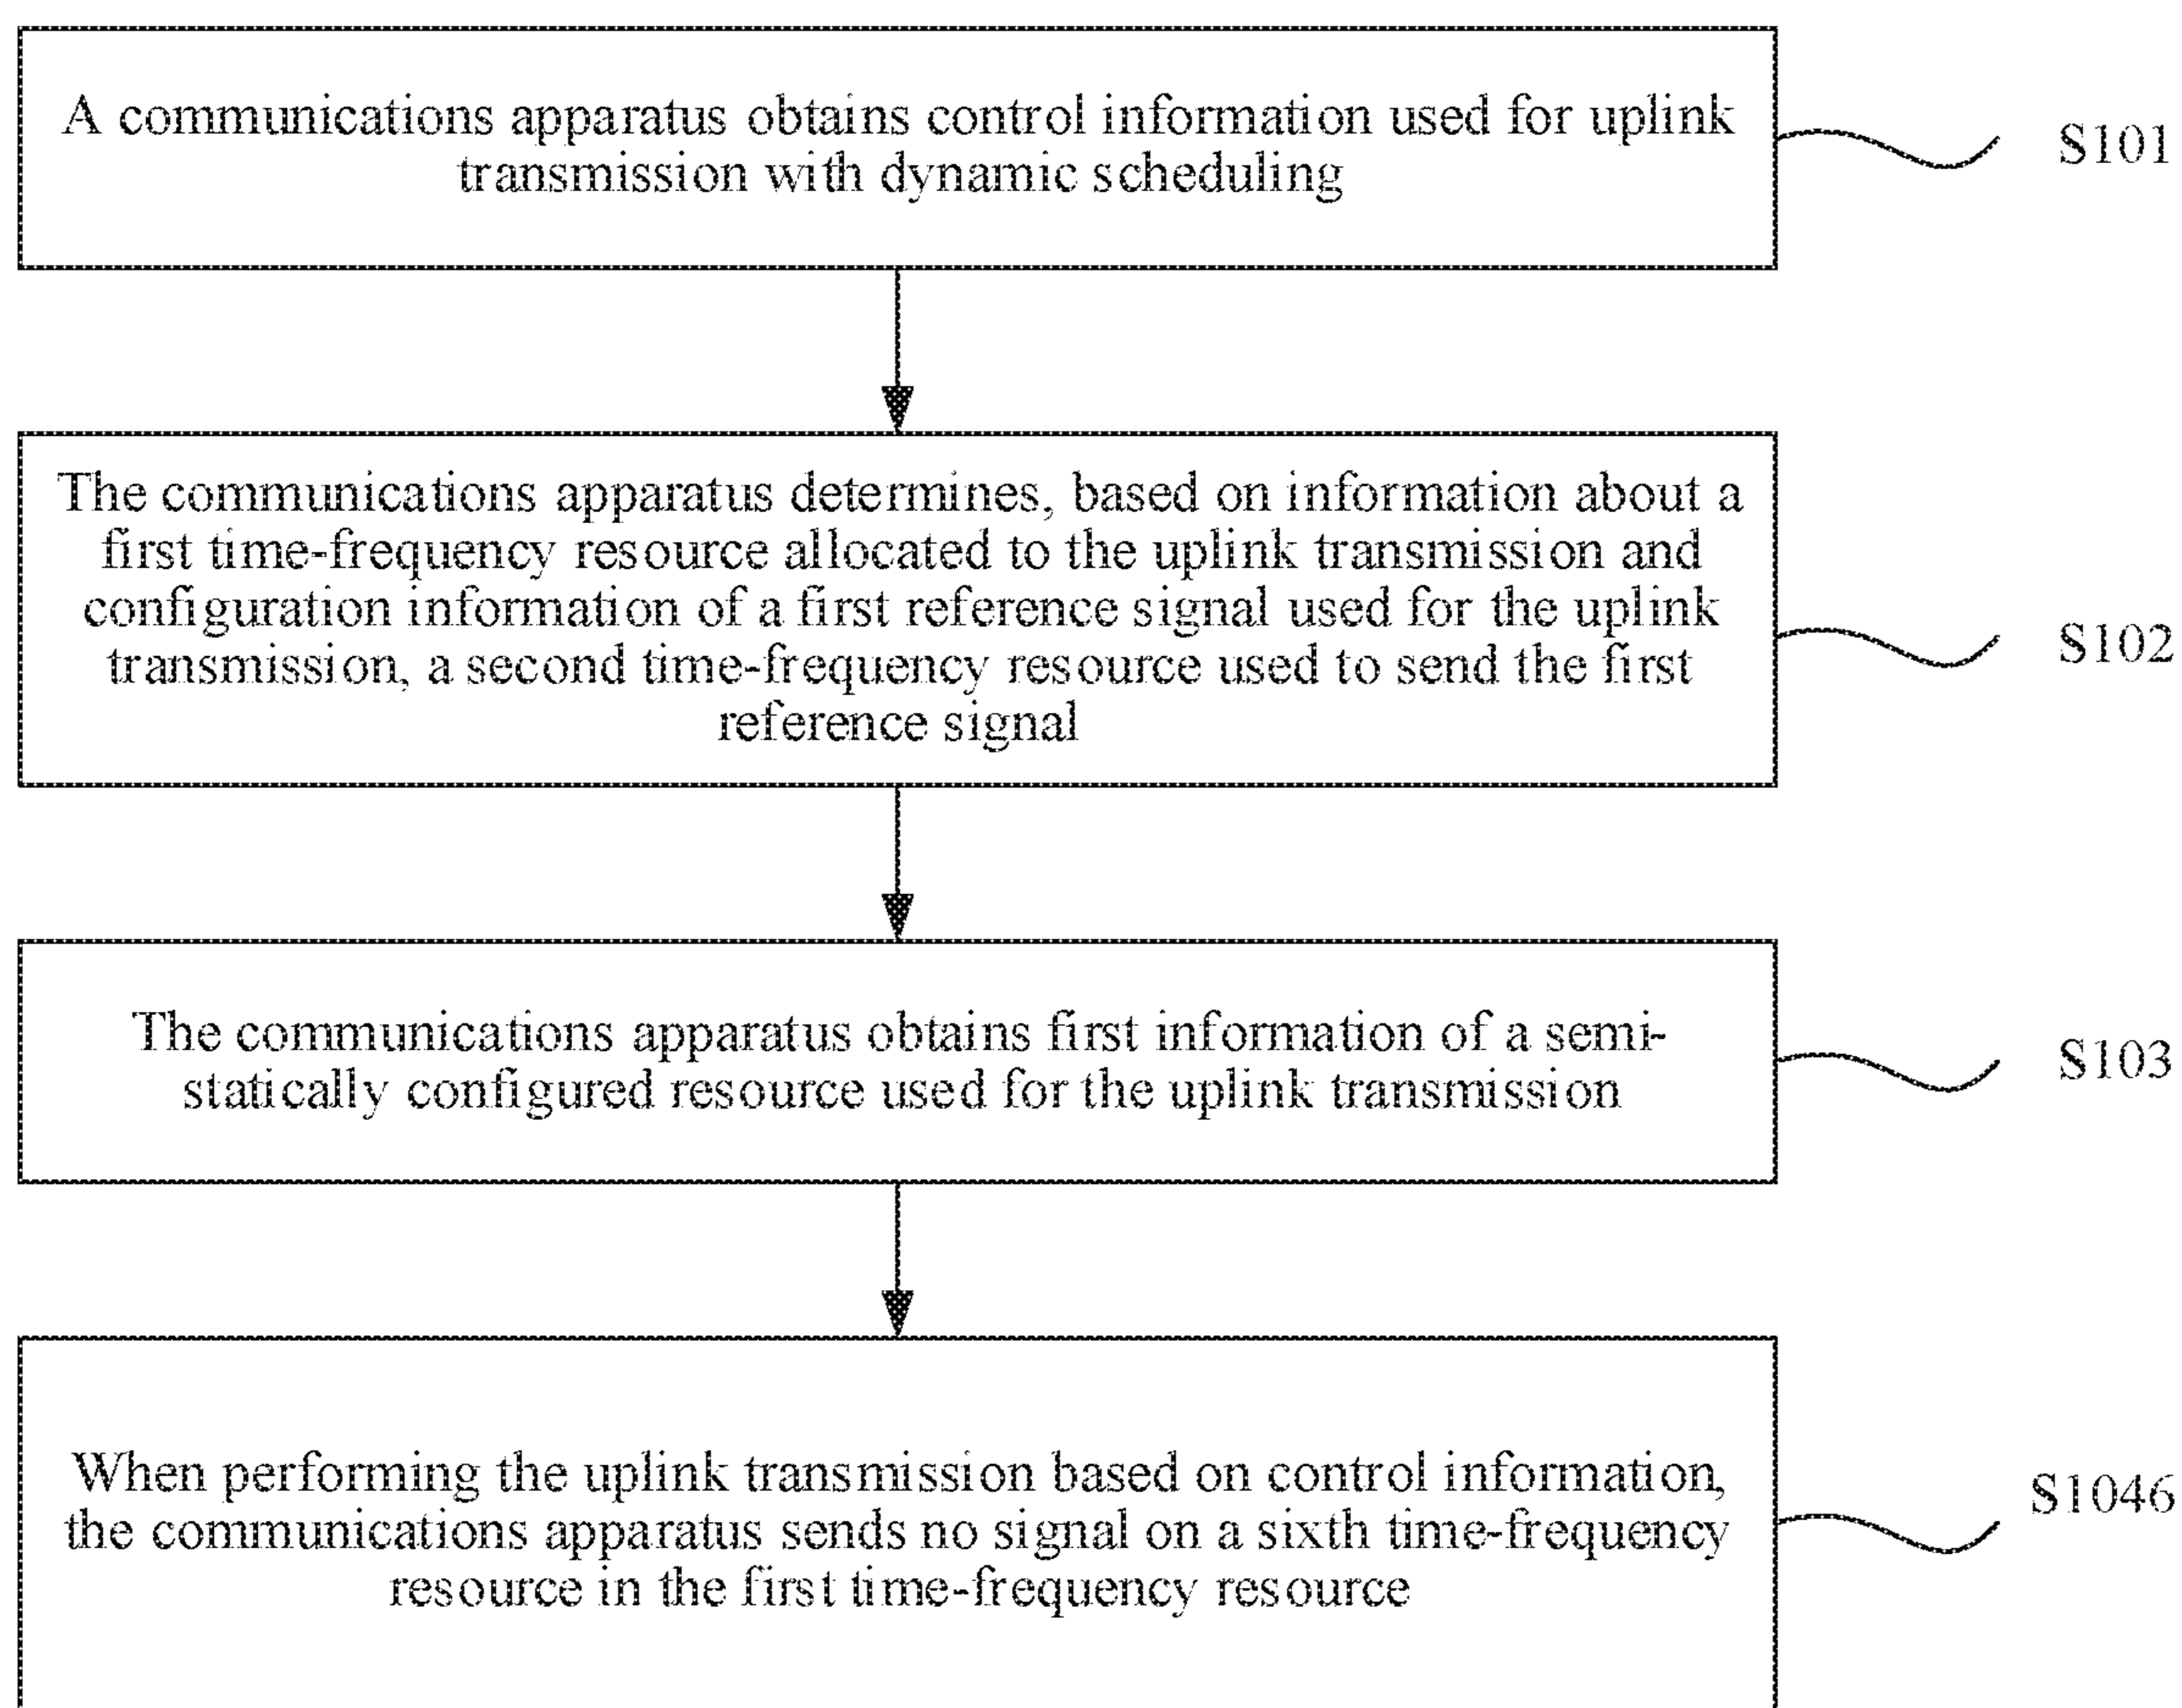 A communications apparatus obtains control information used for uplink
transmission with dynamic scheduling
S101
The communications apparatus determines, based on information about a
first time-frequency resource allocated to the uplink transmission and
configuration information of a first reference signal used for the uplink
transmission, a second time-frequency resource used to send the first
reference signal
S102
The communications apparatus obtains first information of a semi-
statically configured resource used for the uplink transmission
S103
When performing the uplink transmission based on control information,
the communications apparatus sends no signal on a sixth time-frequency
resource in the first time-frequency resource
S1046